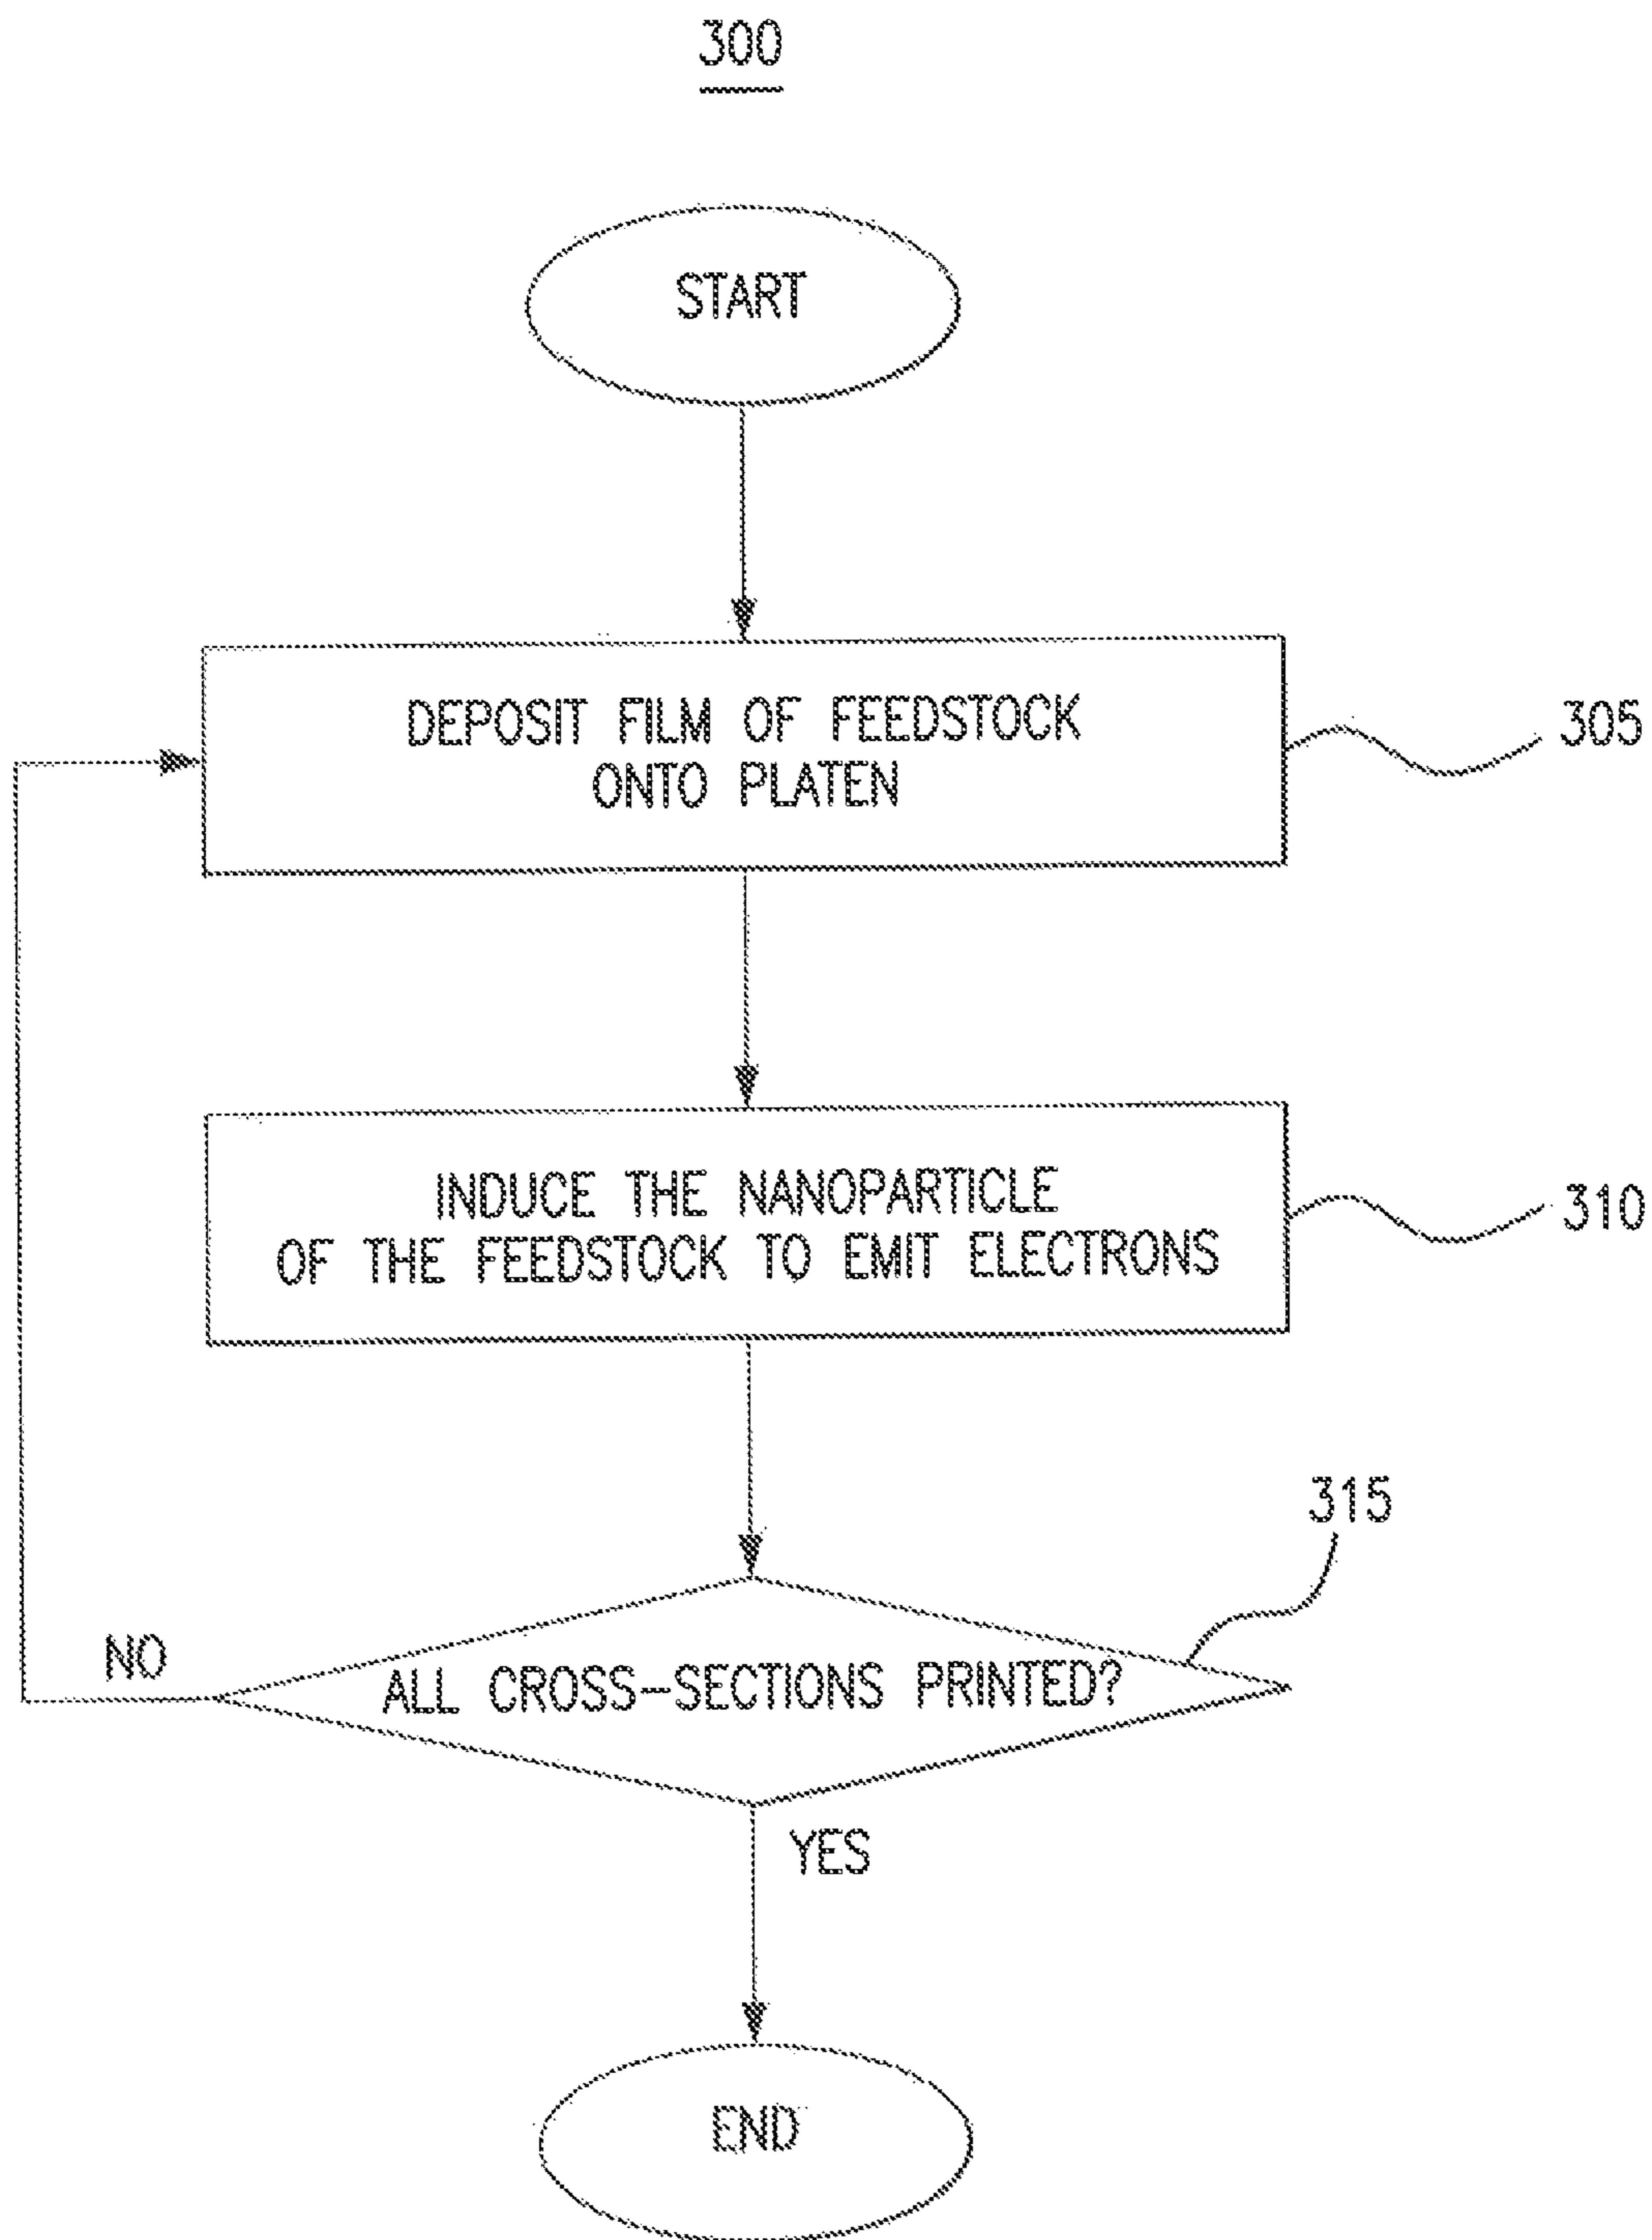 300
START
DEPOSIT FILM OF FEEDSTOCK
ONTO PLATEN
305
INDUCE THE NANOPARTICLE
OF THE FEEDSTOCK TO EMIT ELECTRONS
310
315
NO
ALL CROSS-SECTIONS PRINTED?
YES
END